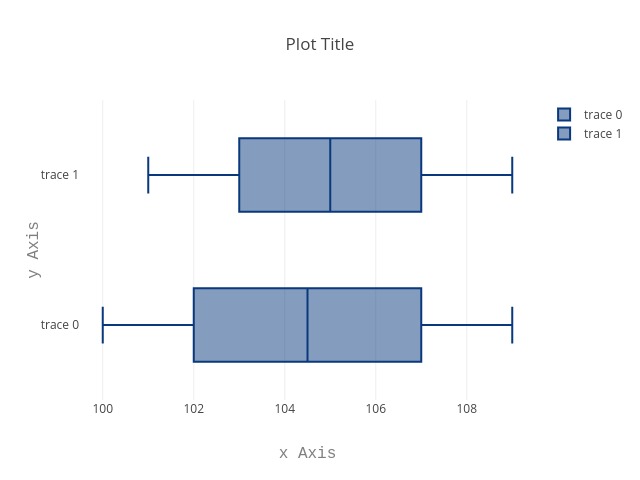 Plot Title
trace 0
trace 1
trace 1
trace 0
y Axis
100 102 104 106 108
x Axis